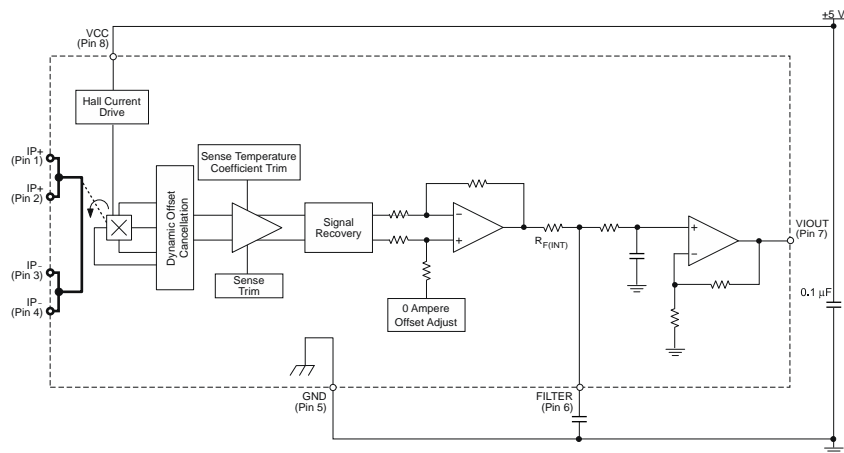 +5 V
VCC
(Pin 8)
Hall Current
Drive
IP+
(Pin 1)
IP+
(Pin 2)
IP−
(Pin 3)
IP−
(Pin 4)
Dynamic Offset
Cancellation
Sense Temperature
Coefficient Trim
Sense
Trim
Signal
Recovery
0 Ampere
Offset Adjust
−
+
RF(INT)
+
−
VIOUT
(Pin 7)
0.1 μF
GND
(Pin 5)
FILTER
(Pin 6)